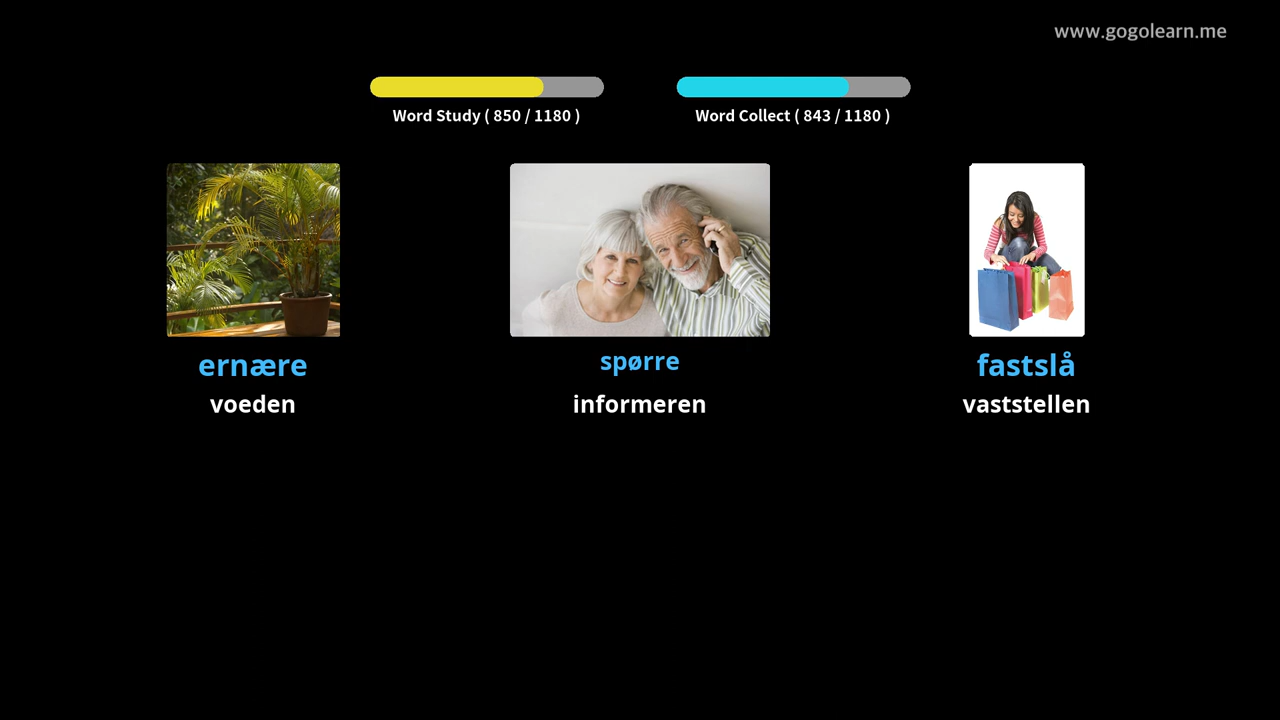 www.gogolearn.me
Word Study ( 850 / 1180 )
Word Collect ( 843 / 1180 )
ernære
spørre
fastslå
voeden
informeren
vaststellen